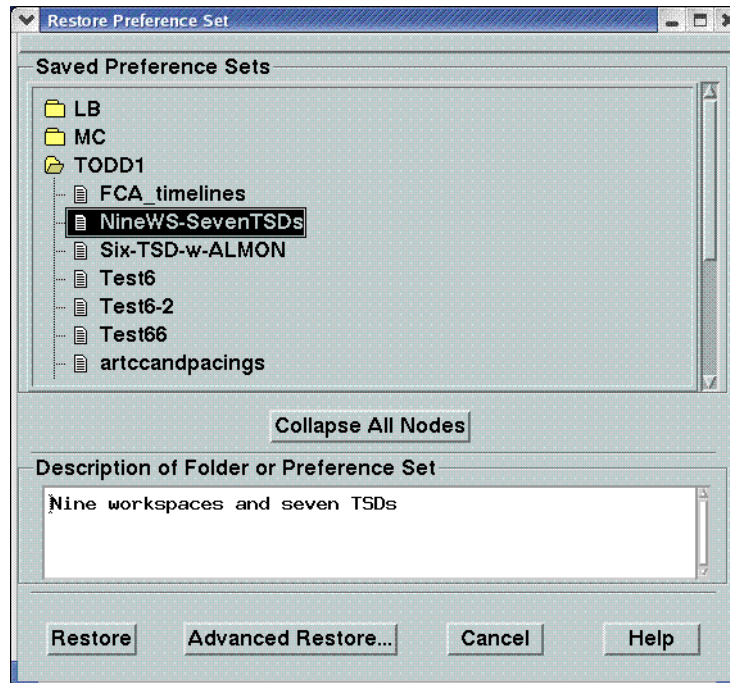 Restore Preference Set
Saved Preference Sets
LB
MC
TODD1
FCA_timelines
NineWS-SevenTSDs
Six-TSD-w-ALMON
Test6
Test6-2
Test66
artccandpacings
Collapse All Nodes
Description of Folder or Preference Set
Nine workspaces and seven TSDs
Restore Advanced Restore... Cancel Help